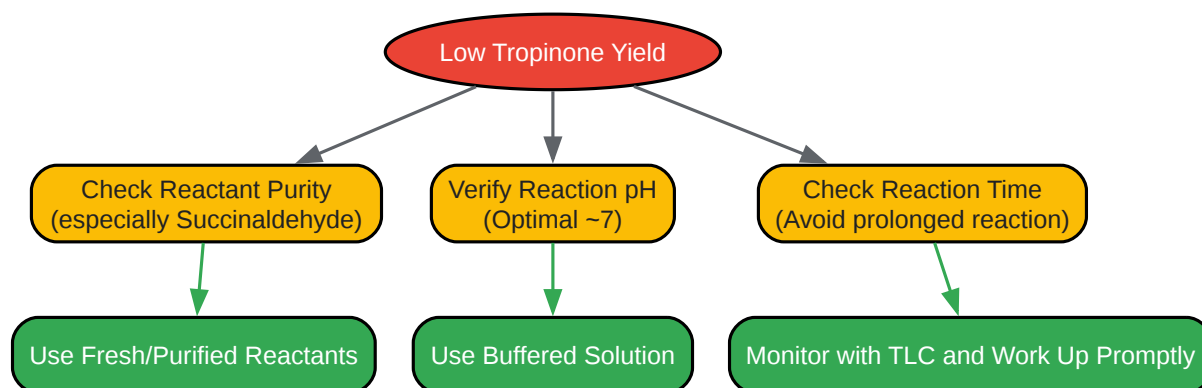 Low Tropinone Yield
Check Reactant Purity
(especially Succinaldehyde)
Verify Reaction pH
(Optimal ~7)
Check Reaction Time
(Avoid prolonged reaction)
Use Fresh/Purified Reactants
Use Buffered Solution
Monitor with TLC and Work Up Promptly